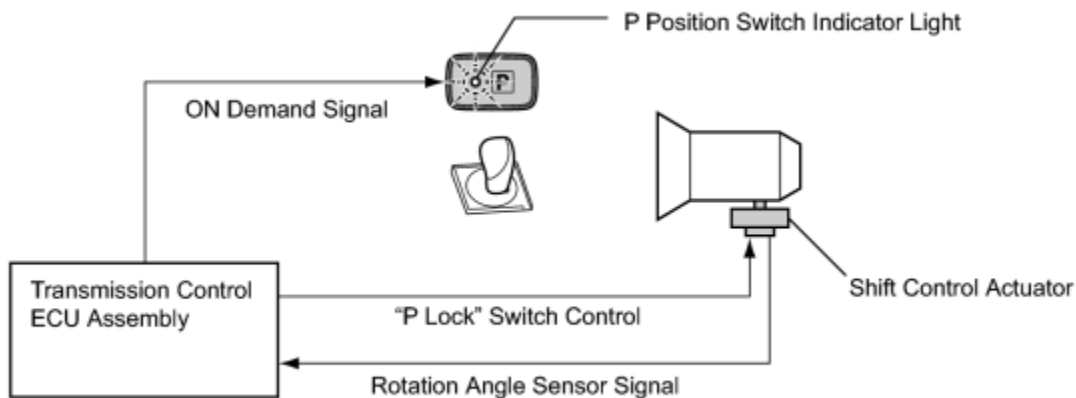 P Position Switch Indicator Light
P
ON Demand Signal
Transmission Control
ECU Assembly
Shift Control Actuator
“P Lock” Switch Control
Rotation Angle Sensor Signal